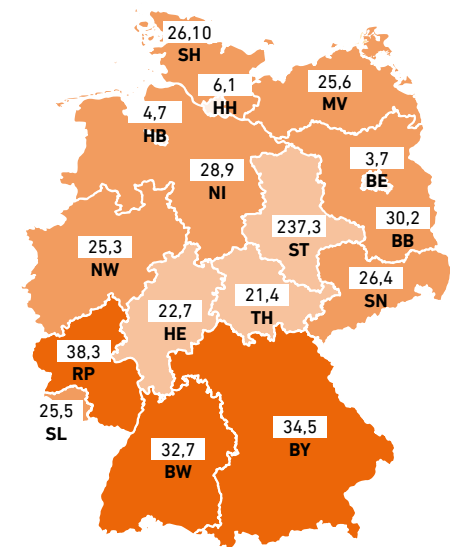 26,10
SH
6,1
HH
25,6
MV
4,7
HB
3,7
BE
28,9
NI
30,2
BB
237,3
ST
25,3
NW
26,4
SN
21,4
TH
22,7
HE
38,3
RP
25,5
SL
34,5
BY
32,7
BW